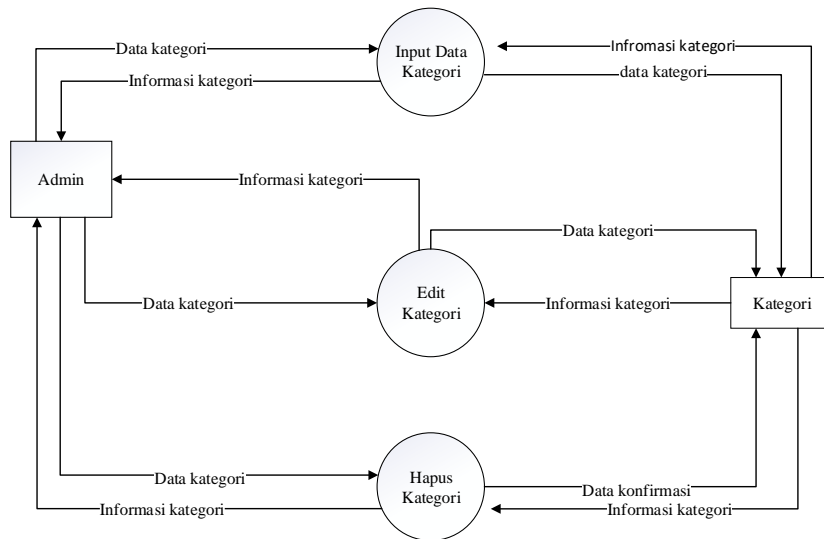 Data kategori
Input Data
Kategori
Infromasi kategori
Informasi kategori
data kategori
Admin
Informasi kategori
Data kategori
Edit
Kategori
Data kategori
Informasi kategori
Kategori
Data kategori
Hapus
Kategori
Data konfirmasi
Informasi kategori
Informasi kategori